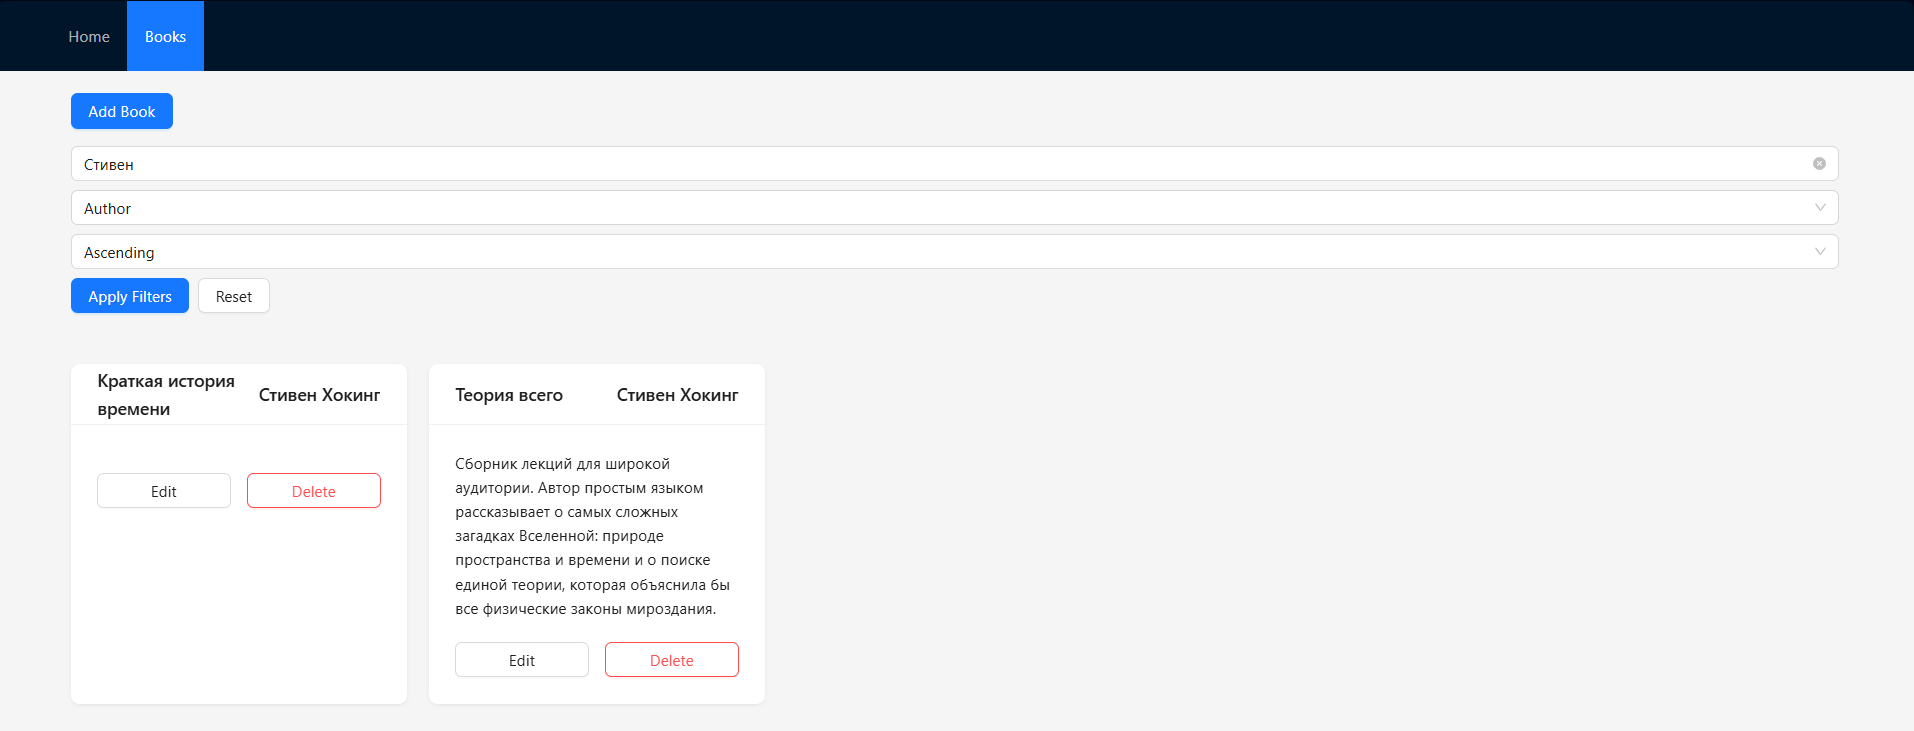 Home
Books
Add Book
Стивен
Author
Ascending
Apply Filters
Reset
Краткая история
времени
Стивен Хокинг
Edit
Delete
Теория всего
Стивен Хокинг
Сборник лекций для широкой
аудитории. Автор простым языком
рассказывает о самых сложных
загадках Вселенной: природе
пространства и времени и о поиске
единой теории, которая объяснила бы
все физические законы мироздания.
Edit
Delete